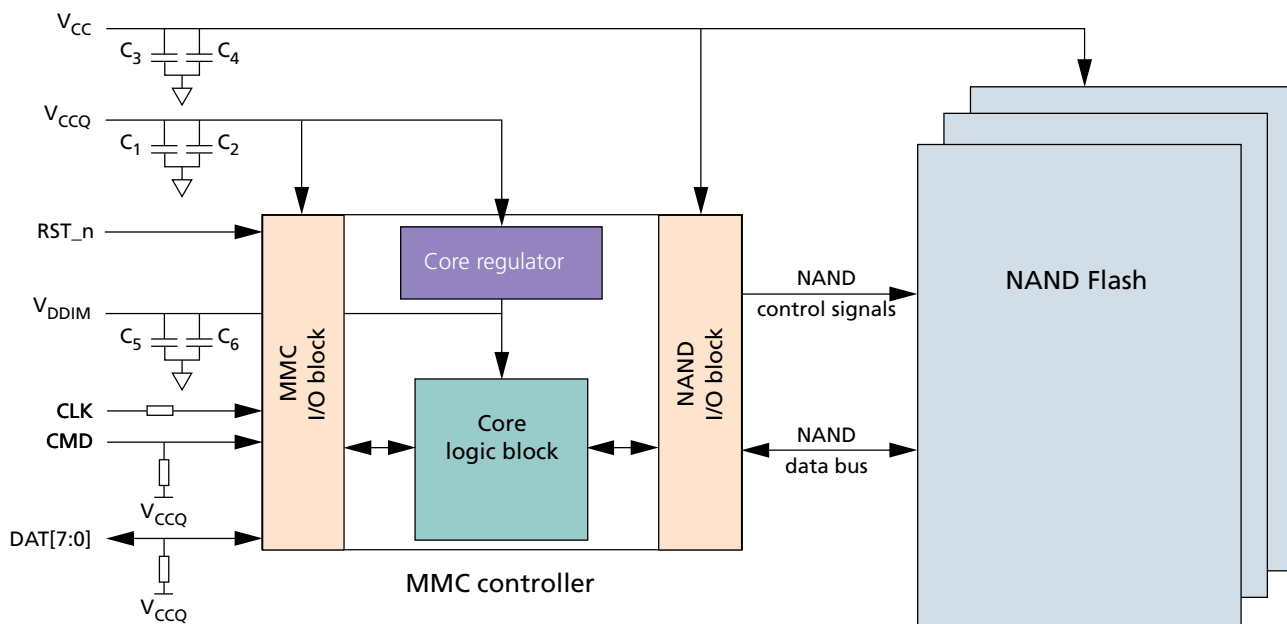 VCC
C3
C4
VCCQ
C1
C2
RST_n
Core regulator
VDDIM
C5
C6
MMC
I/O block
NAND
I/O block
NAND
control signals
NAND Flash
CLK
CMD
Core
logic block
NAND
data bus
VCCQ
DAT[7:0]
VCCQ
MMC controller